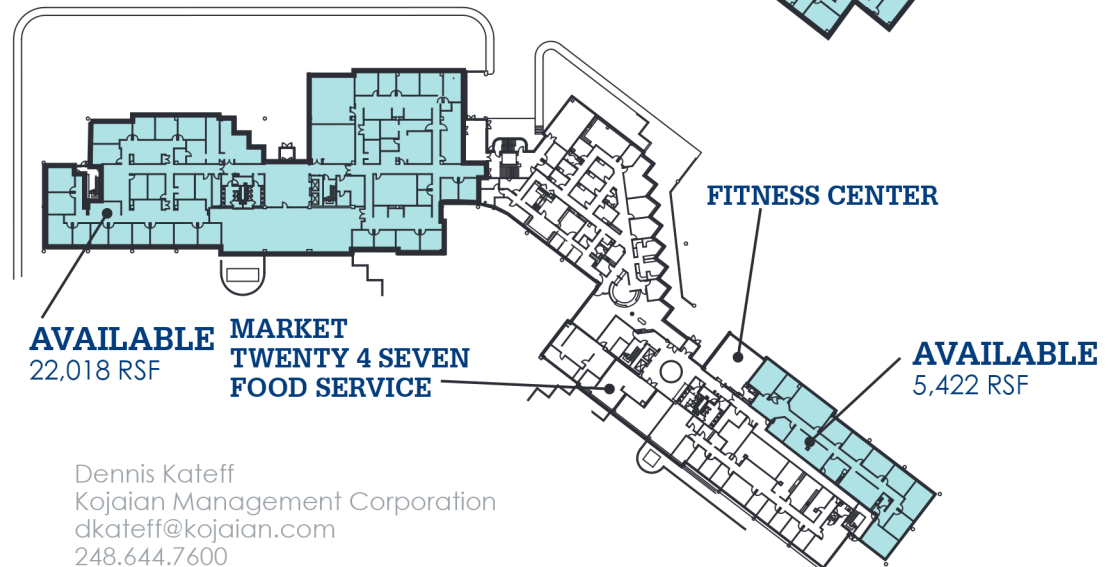 FITNESS CENTER
AVAILABLE
22,018 RSF
MARKET
TWENTY 4 SEVEN
FOOD SERVICE
AVAILABLE
5,422 RSF
Dennis Kateff
Kojaian Management Corporation
dkateff@kojaian.com
248.644.7600